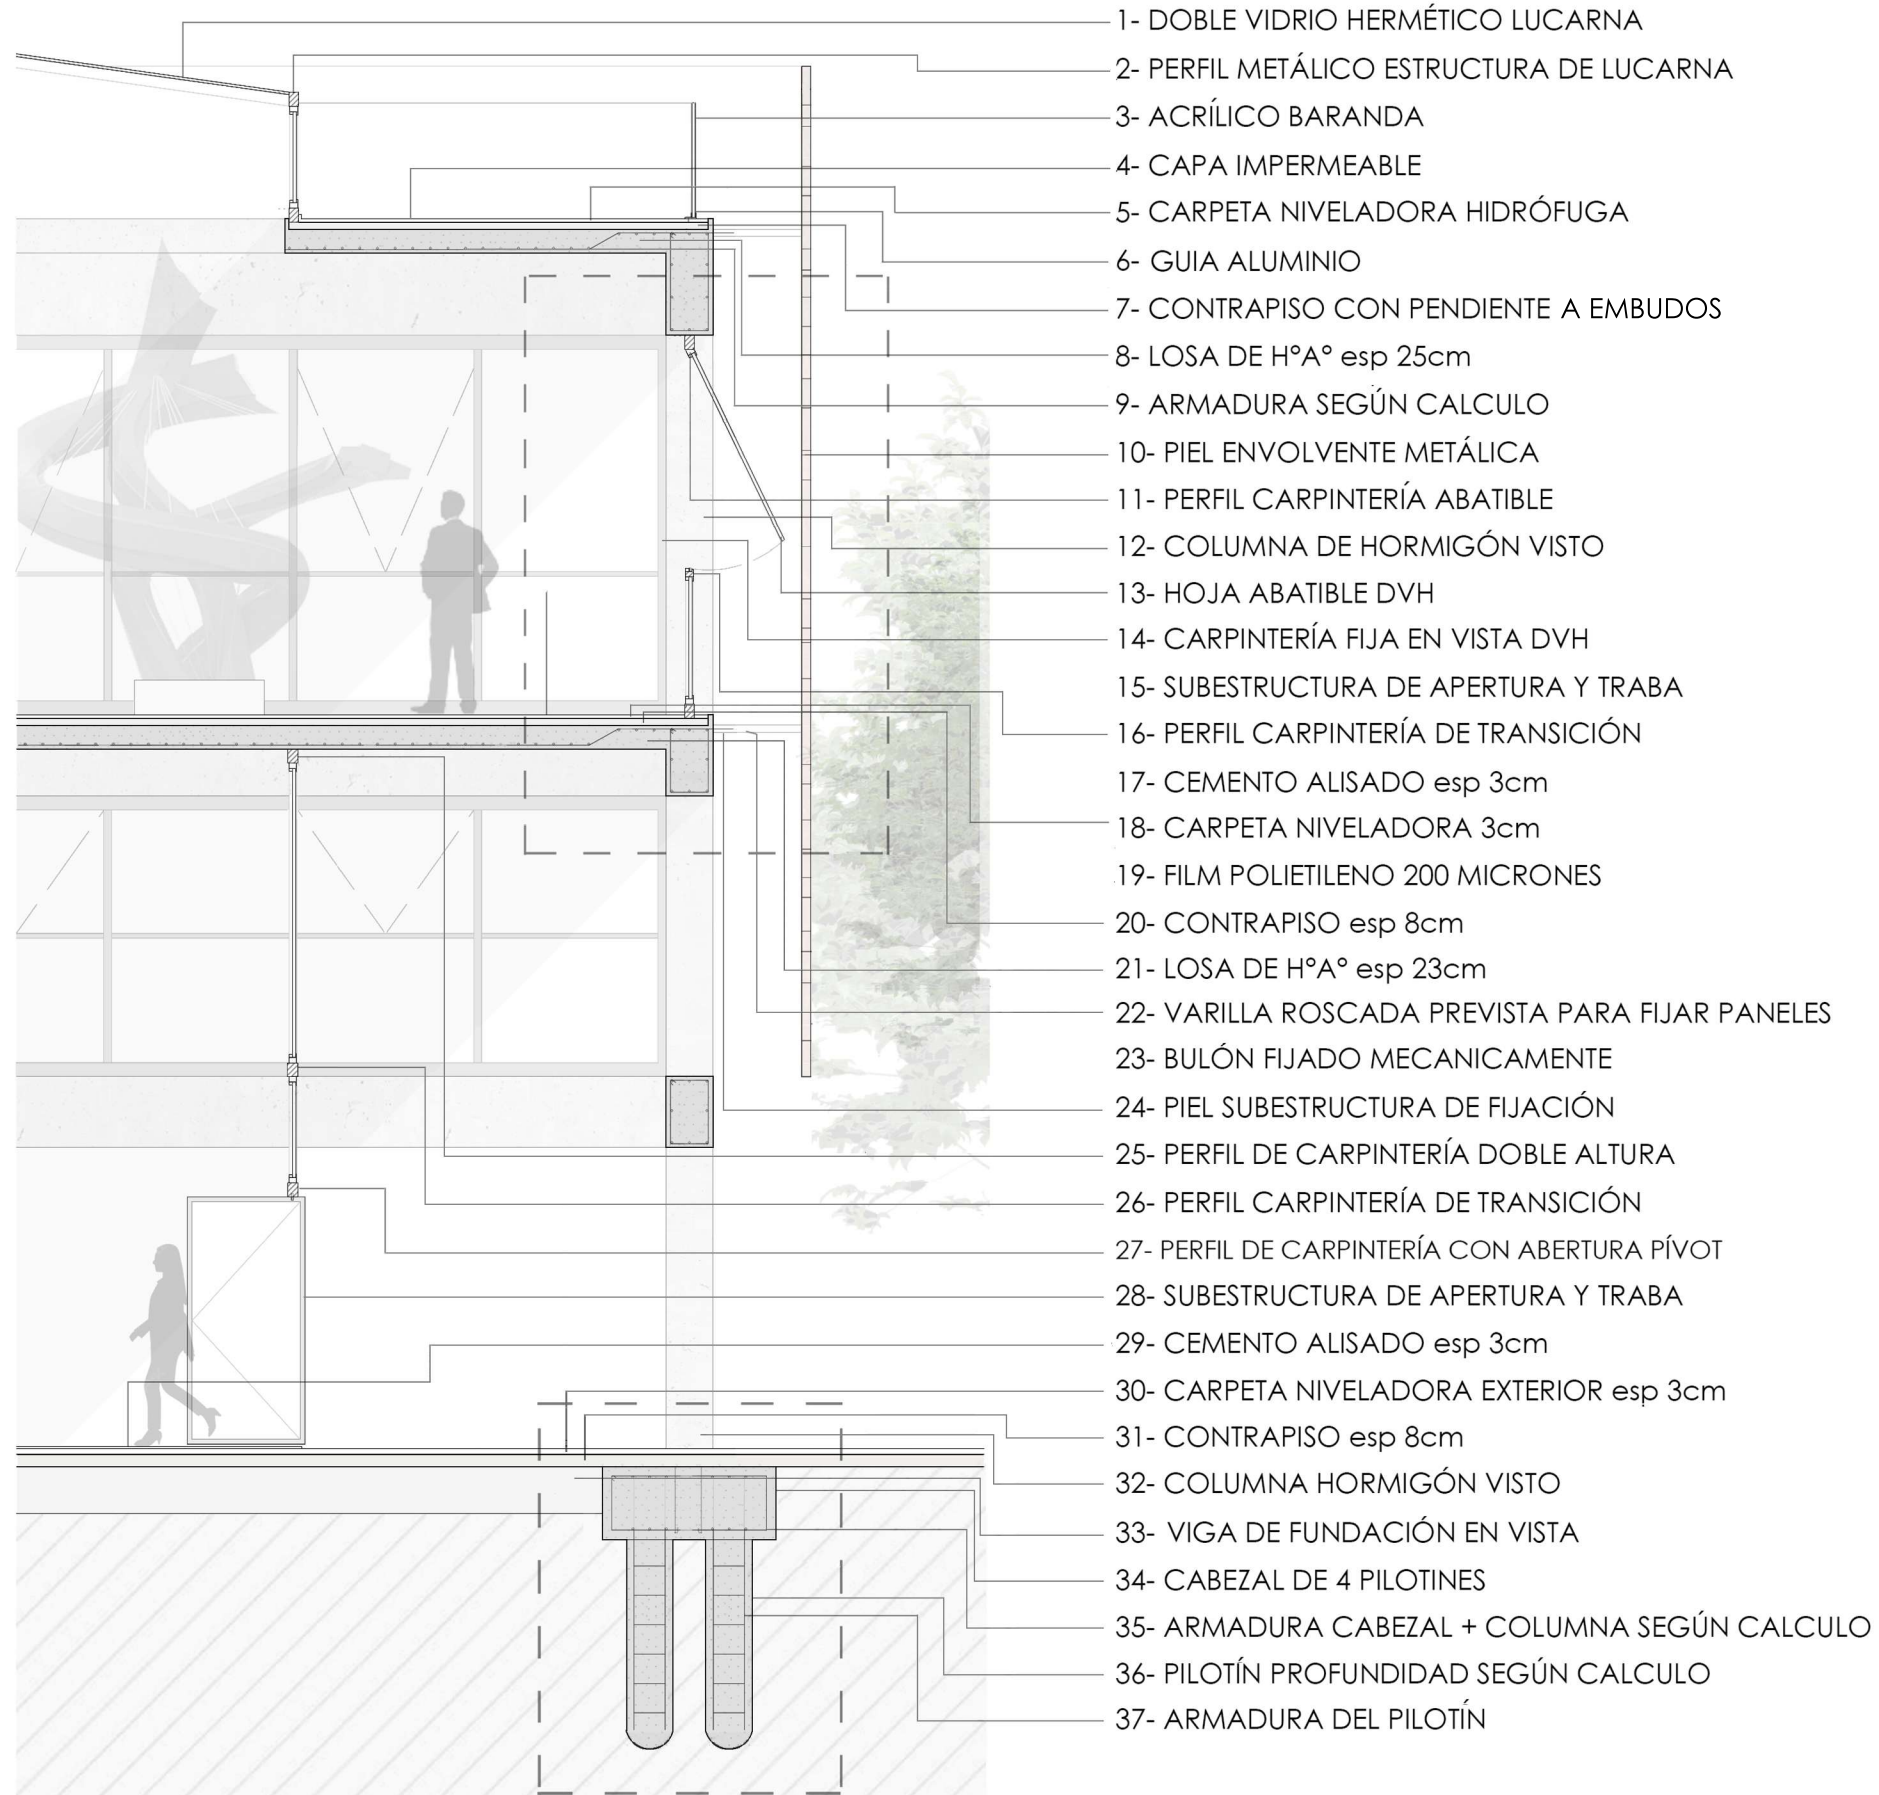 1- DOBLE VIDRIO HERMÉTICO LUCARNA
2- PERFIL METÁLICO ESTRUCTURA DE LUCARNA
3- ACRÍLICO BARANDA
4- CAPA IMPERMEABLE
5- CARPETA NIVELADORA HIDRÓFUGA
6- GUIA ALUMINIO
7- CONTRAPISO CON PENDIENTE A EMBUDOS
8- LOSA DE H°A° esp 25cm
9- ARMADURA SEGÚN CALCULO
10- PIEL ENVOLVENTE METÁLICA
11- PERFIL CARPINTERÍA ABATIBLE
12- COLUMNA DE HORMIGÓN VISTO
13- HOJA ABATIBLE DVH
14- CARPINTERÍA FIJA EN VISTA DVH
15- SUBESTRUCTURA DE APERTURA Y TRABA
16- PERFIL CARPINTERÍA DE TRANSICIÓN
17- CEMENTO ALISADO esp 3cm
18- CARPETA NIVELADORA 3cm
19- FILM POLIETILENO 200 MICRONES
20- CONTRAPISO esp 8cm
21- LOSA DE H°A° esp 23cm
22- VARILLA ROSCADA PREVISTA PARA FIJAR PANELES
23- BULÓN FIJADO MECANICAMENTE
24- PIEL SUBESTRUCTURA DE FIJACIÓN
25- PERFIL DE CARPINTERÍA DOBLE ALTURA
26- PERFIL CARPINTERÍA DE TRANSICIÓN
27- PERFIL DE CARPINTERÍA CON ABERTURA PÍVOT
28- SUBESTRUCTURA DE APERTURA Y TRABA
29- CEMENTO ALISADO esp 3cm
30- CARPETA NIVELADORA EXTERIOR esp 3cm
31- CONTRAPISO esp 8cm
32- COLUMNA HORMIGÓN VISTO
33- VIGA DE FUNDACIÓN EN VISTA
34- CABEZAL DE 4 PILOTINES
35- ARMADURA CABEZAL + COLUMNA SEGÚN CALCULO
36- PILOTÍN PROFUNDIDAD SEGÚN CALCULO
37- ARMADURA DEL PILOTÍN